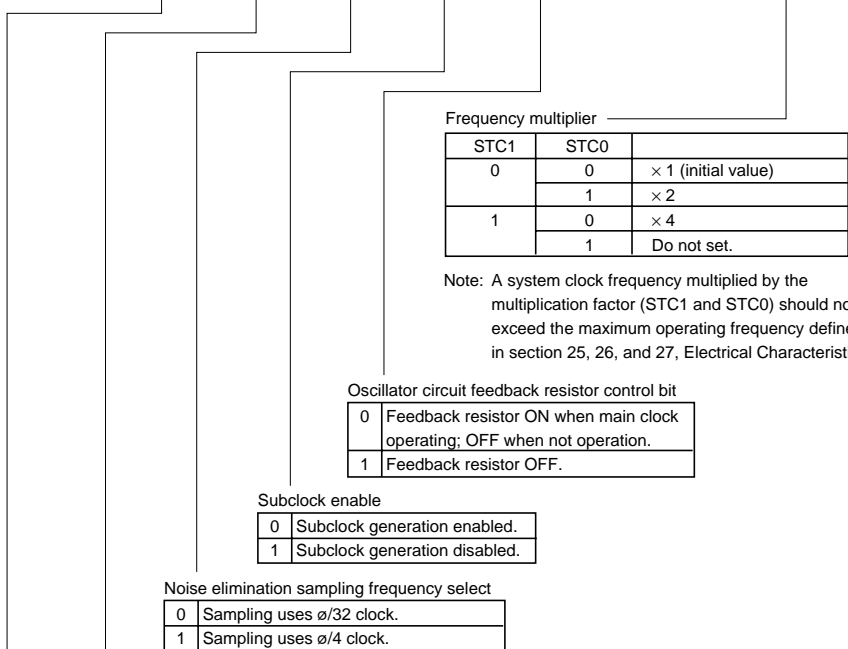 Frequency multiplier
STC1 STC0
0 0 × 1 (initial value)
1 × 2
1 0 × 4
1 Do not set.
Note: A system clock frequency multiplied by the
multiplication factor (STC1 and STC0) should no
exceed the maximum operating frequency define
in section 25, 26, and 27, Electrical Characterist
Oscillator circuit feedback resistor control bit
0 Feedback resistor ON when main clock
operating; OFF when not operation.
1 Feedback resistor OFF.
Subclock enable
0 Subclock generation enabled.
1 Subclock generation disabled.
Noise elimination sampling frequency select
0 Sampling uses ø/32 clock.
1 Sampling uses ø/4 clock.